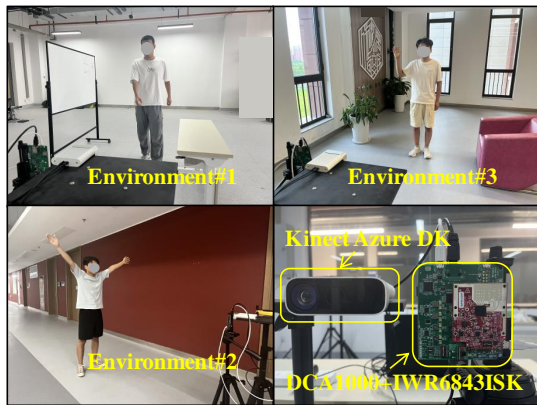 Environment#1
Environment#3
Environment#2
Kinect Azure DK
DCA1000+IWR6843ISK